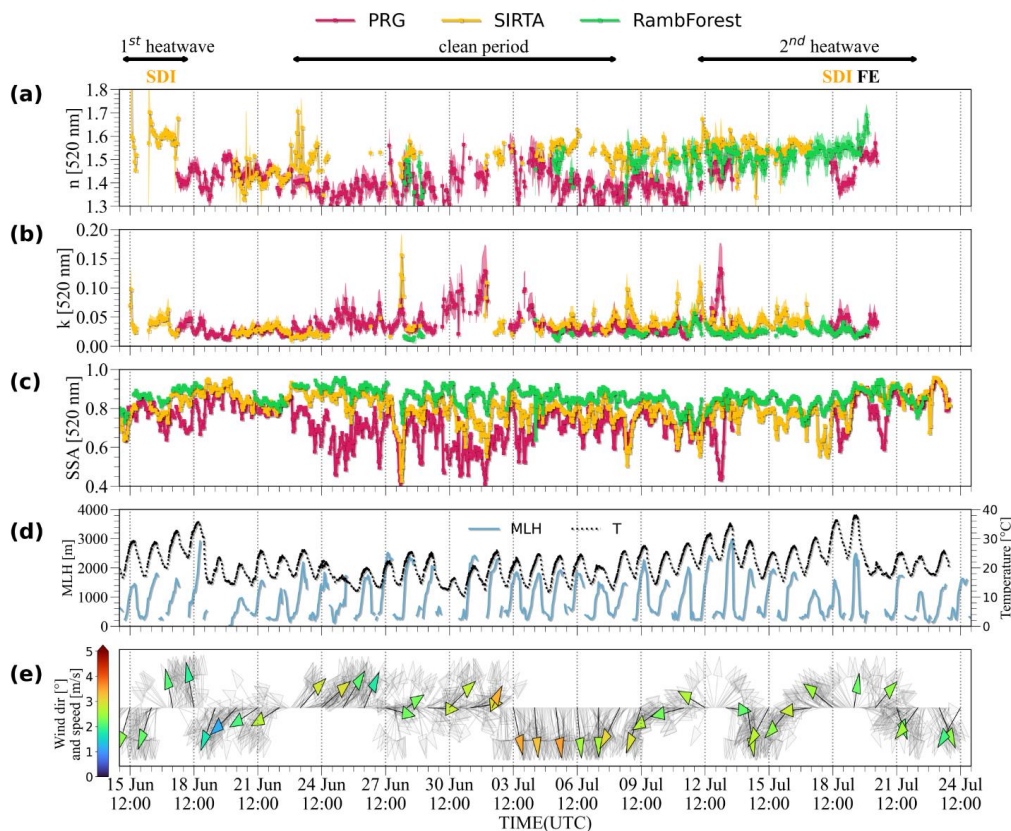 PRG SIRTA RambForest
1st heatwave clean period 2nd heatwave
SDI SDI FE
(a)
n [520 nm]
1.8
1.7
1.6
1.5
1.4
1.3
(b)
k [520 nm]
0.20
0.15
0.10
0.05
0.00
(c)
SSA [520 nm]
1.0
0.8
0.6
0.4
(d)
MLH [m]
4000
3000
2000
1000
0
MLH T
40
30
20
10
0
Temperature [°C]
(e)
Wind dir [°]
and speed [m/s]
5
4
3
2
1
0
15 Jun 18 Jun 21 Jun 24 Jun 27 Jun 30 Jun 03 Jul 06 Jul 09 Jul 12 Jul 15 Jul 18 Jul 21 Jul 24 Jul
12:00 12:00 12:00 12:00 12:00 12:00 12:00 12:00 12:00 12:00 12:00 12:00 12:00 12:00
TIME(UTC)